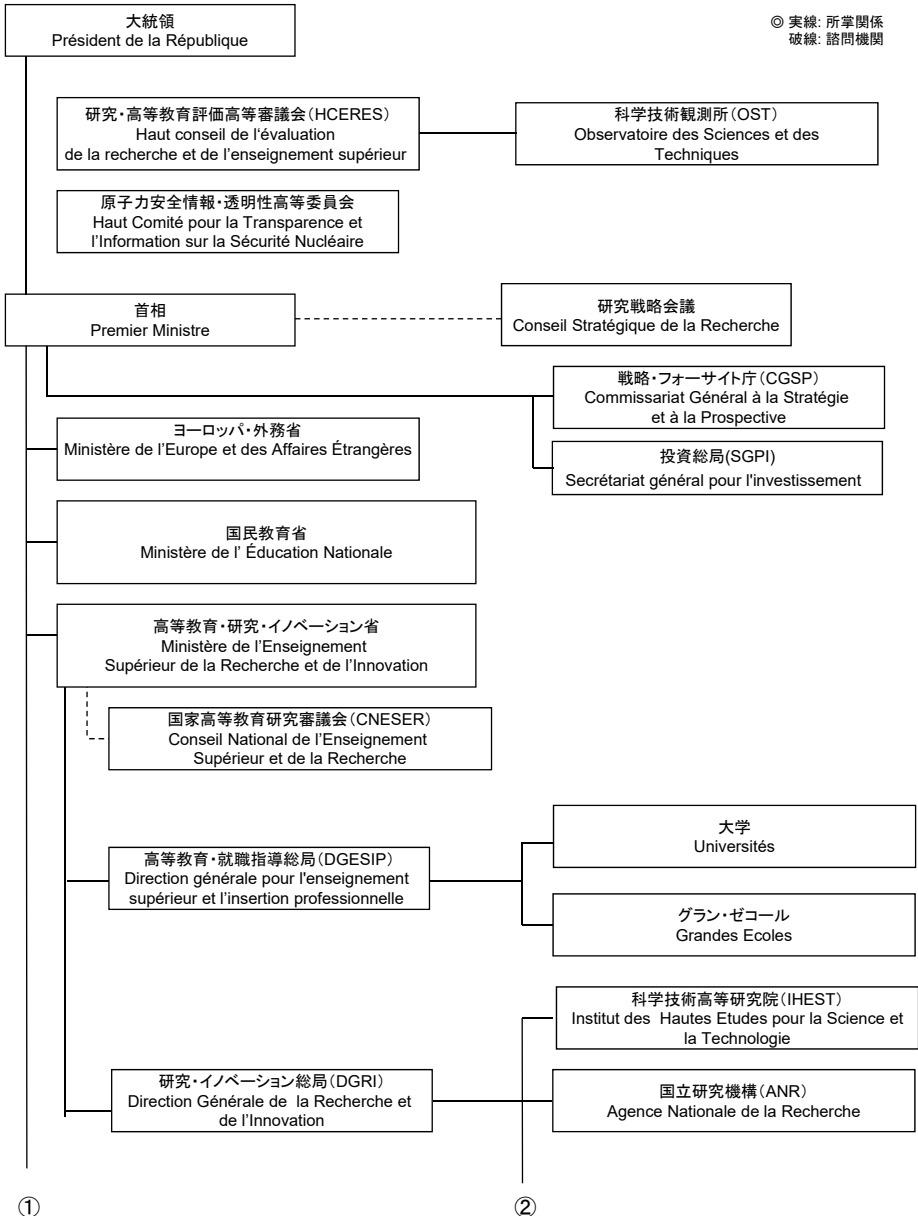 大統領
Président de la République
◎ 実線: 所掌関係
破線: 諮問機関
研究・高等教育評価高等審議会(HCERES)
Haut conseil de l‘évaluation
de la recherche et de l’enseignement supérieur
科学技術観測所(OST)
Observatoire des Sciences et des
Techniques
原子力安全情報・透明性高等委員会
Haut Comité pour la Transparence et
l’Information sur la Sécurité Nucléaire
首相
Premier Ministre
研究戦略会議
Conseil Stratégique de la Recherche
戦略・フォーサイト庁(CGSP)
Commissariat Général à la Stratégie
et à la Prospective
ヨーロッパ・外務省
Ministère de l’Europe et des Affaires Étrangères
投資総局(SGPI)
Secrétariat général pour l'investissement
国民教育省
Ministère de l’ Éducation Nationale
高等教育・研究・イノベーション省
Ministère de l’Enseignement
Supérieur de la Recherche et de l’Innovation
国家高等教育研究審議会(CNESER)
Conseil National de l’Enseignement
Supérieur et de la Recherche
大学
Universités
高等教育・就職指導総局(DGESIP)
Direction générale pour l'enseignement
supérieur et l’insertion professionnelle
グラン・ゼコール
Grandes Ecoles
科学技術高等研究院(IHEST)
Institut des Hautes Etudes pour la Science et
la Technologie
研究・イノベーション総局(DGRI)
Direction Générale de la Recherche et
de l’Innovation
国立研究機構(ANR)
Agence Nationale de la Recherche
①
②